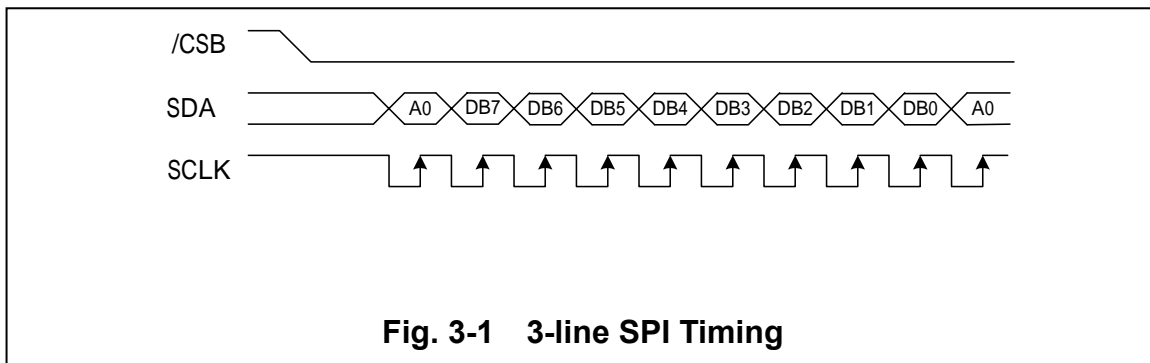 /CSB
SDA A0 DB7 DB6 DB5 DB4 DB3 DB2 DB1 DB0 A0
SCLK
Fig. 3-1 3-line SPI Timing